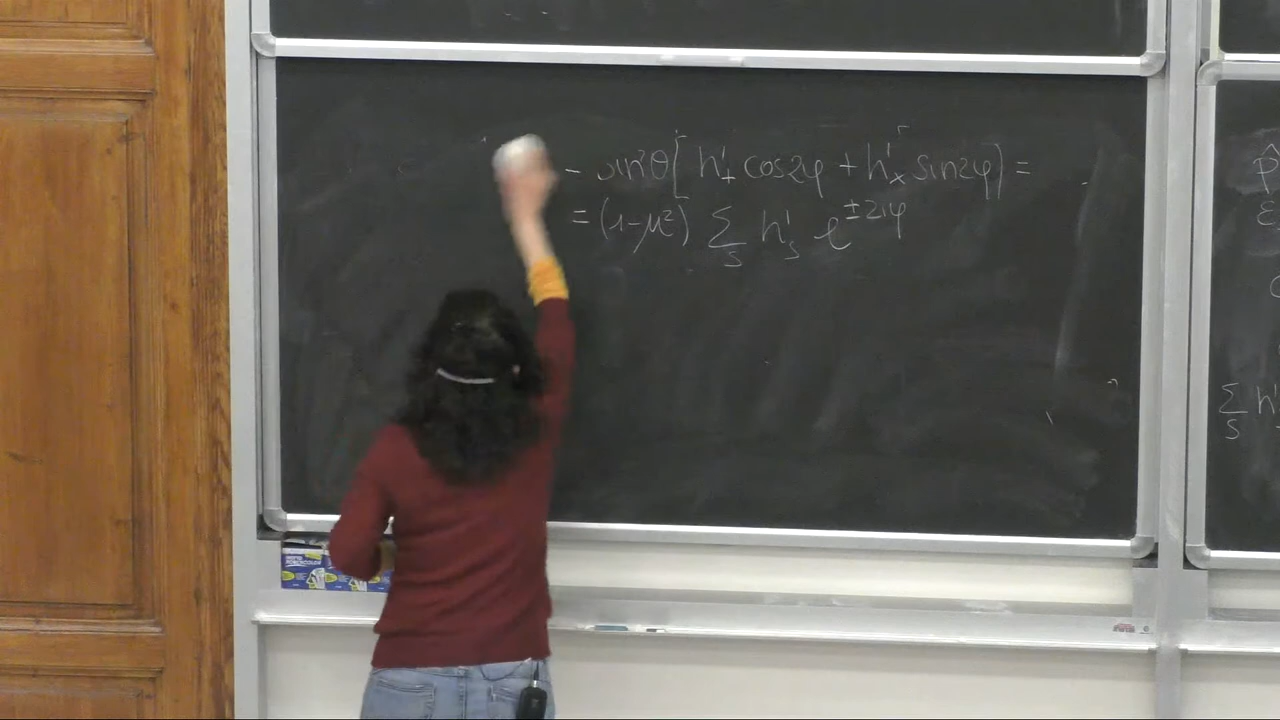 - sin²θ[ h'₊ cos2φ + h'ₓ sin2φ) =
= (1-μ²) ∑ₛ h'ₛ e^{±2iφ}
∑ₛ h'